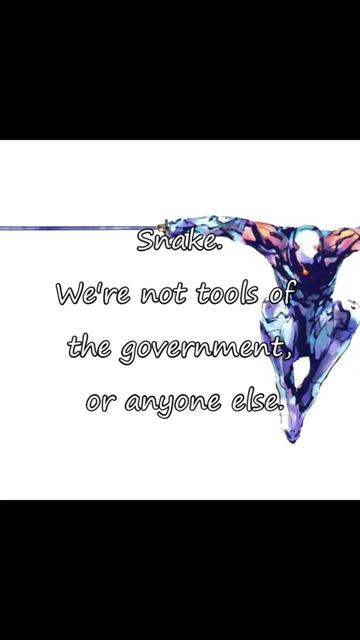 Snake.
We're not tools of
the government,
or anyone else.